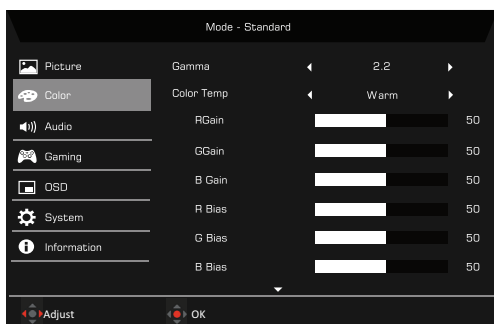 Mode - Standard
Picture
Gamma 2.2
Color
Color Temp Warm
RGain 50
Audio
GGain 50
Gaming
B Gain 50
OSD
R Bias 50
System
G Bias 50
Information
B Bias 50
Adjust OK